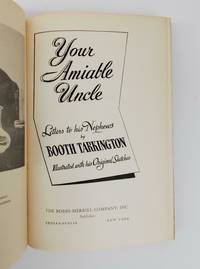 Your
Amiable
Uncle
Letters to his Nephews
by
BOOTH TARKINGTON
Illustrated with his Original Sketches
THE BOBBS-MERRILL COMPANY, INC.
Publishers
INDIANAPOLIS NEW YORK